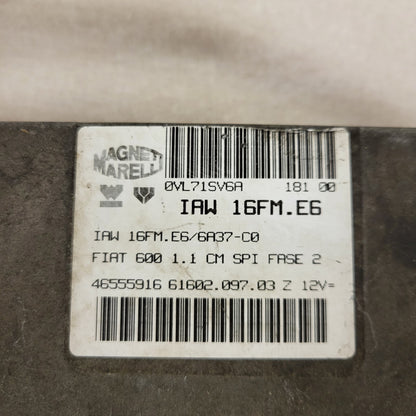 MAGNETI
MARELLI
0VL71SV6A 181 00
IAW 16FM.E6
IAW 16FM.E6/6A37-C0
FIAT 600 1.1 CM SPI FASE 2
46555916 61602.097.03 Z 12V=